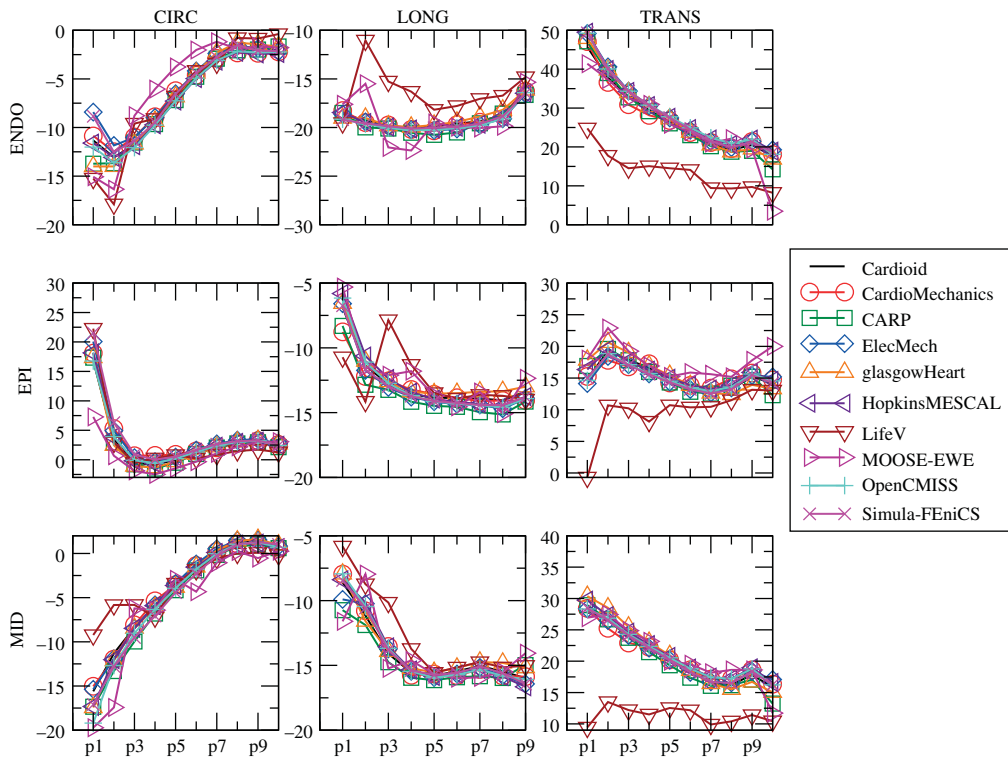 CIRC LONG TRANS
ENDO
0 -10 50
-5 40
-10 -15 30
-15 -20 20
-20 -25 10
-30 0
EPI
30 -5 30
25 25
20 -10 20
15 15
10 -15 10
5 5
0 -20 0
MID
0 -5 40
-5 -10 35
-10 -15 30
-15 -20 25
-20 20
15
10
p1 p3 p5 p7 p9 p1 p3 p5 p7 p9 p1 p3 p5 p7 p9
Cardioid
CardioMechanics
CARP
ElecMech
glasgowHeart
HopkinsMESCAL
LifeV
MOOSE-EWE
OpenCMISS
Simula-FEniCS